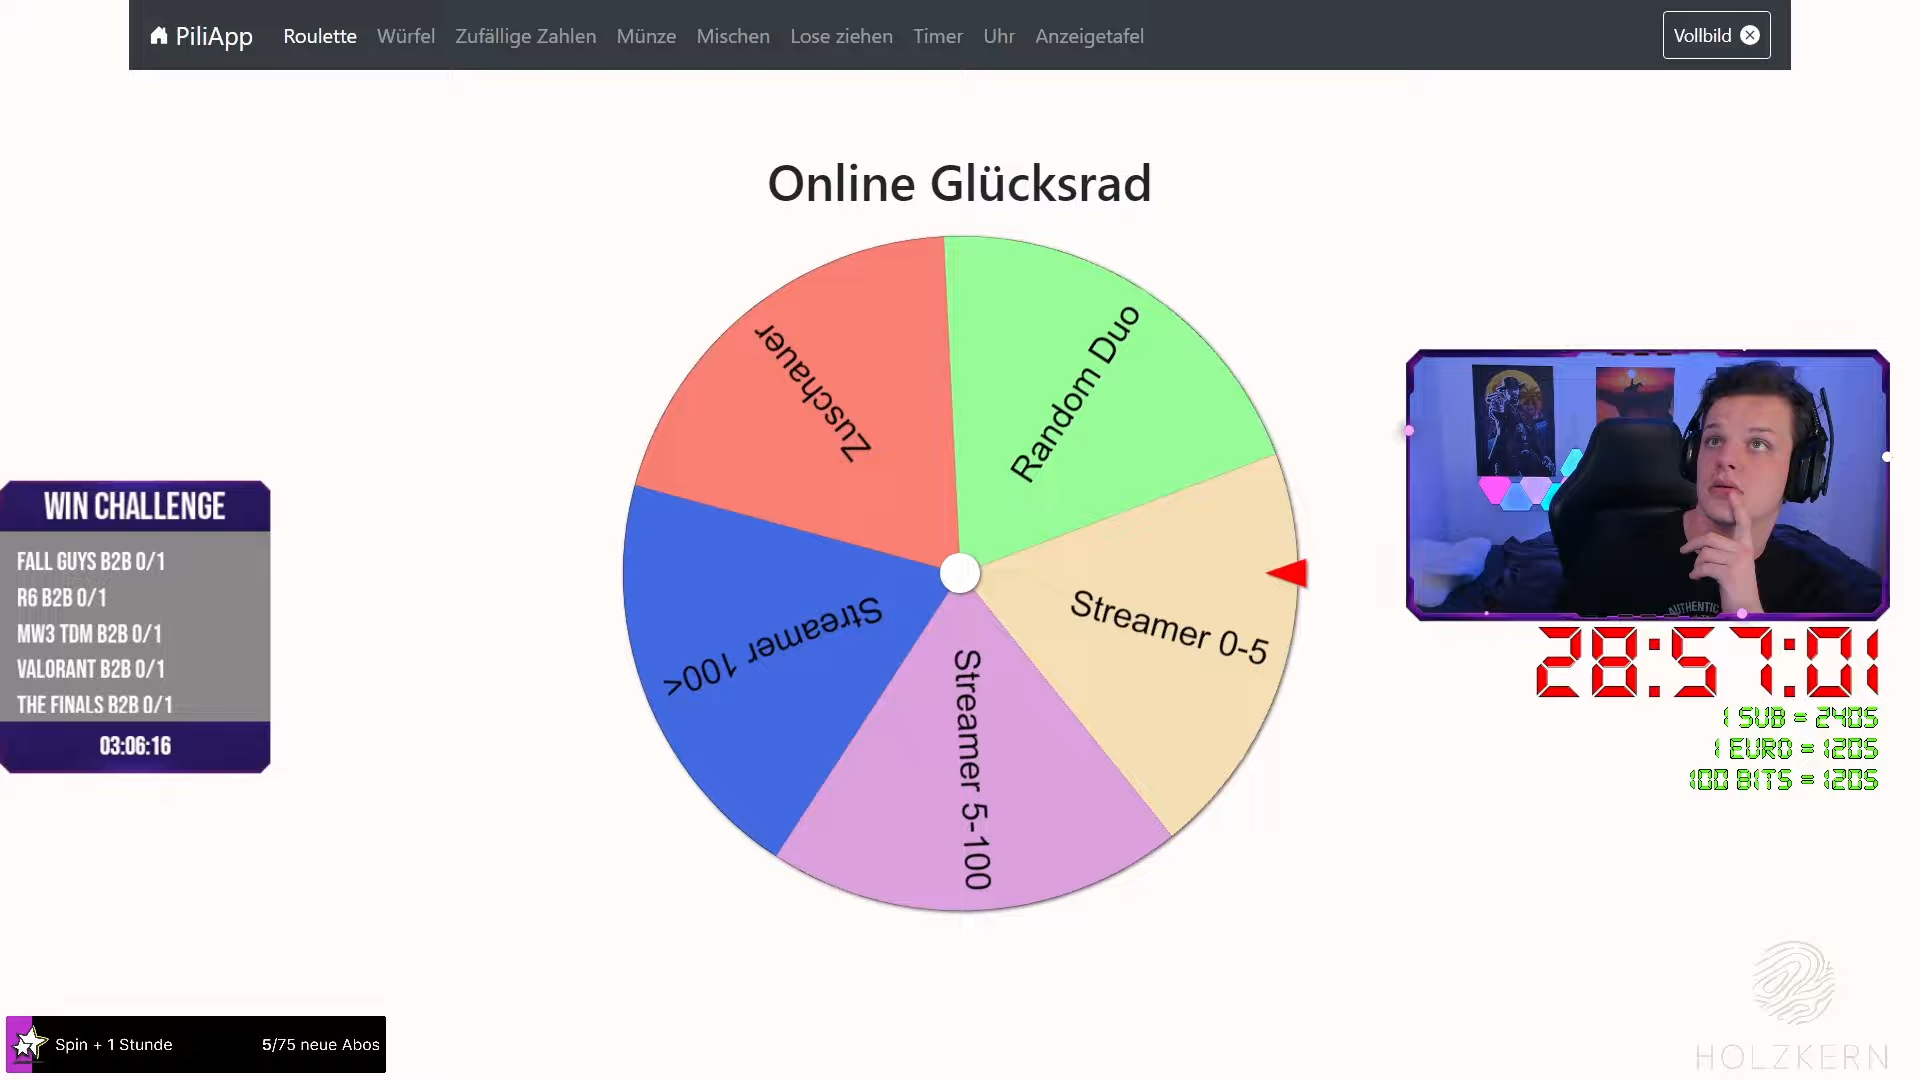 PiliApp
Roulette
Würfel
Zufällige Zahlen
Münze
Mischen
Lose ziehen
Timer
Uhr
Anzeigetafel
Vollbild
Online Glücksrad
Zuschauer
Random Duo
Streamer 0-5
Streamer 100>
Streamer 5-100
WIN CHALLENGE
FALL GUYS B2B 0/1
R6 B2B 0/1
MW3 TDM B2B 0/1
VALORANT B2B 0/1
THE FINALS B2B 0/1
03:06:16
AUTHENTIC
28:57:01
1 SUB = 240S
1 EURO = 120S
100 BITS = 120S
Spin + 1 Stunde
5/75 neue Abos
HOLZKERN